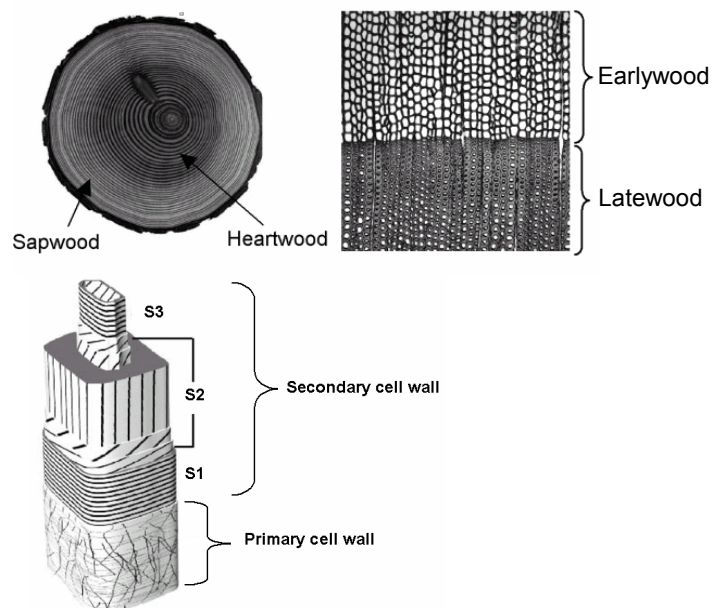 Earlywood
Latewood
Sapwood
Heartwood
S3
S2
Secondary cell wall
S1
Primary cell wall